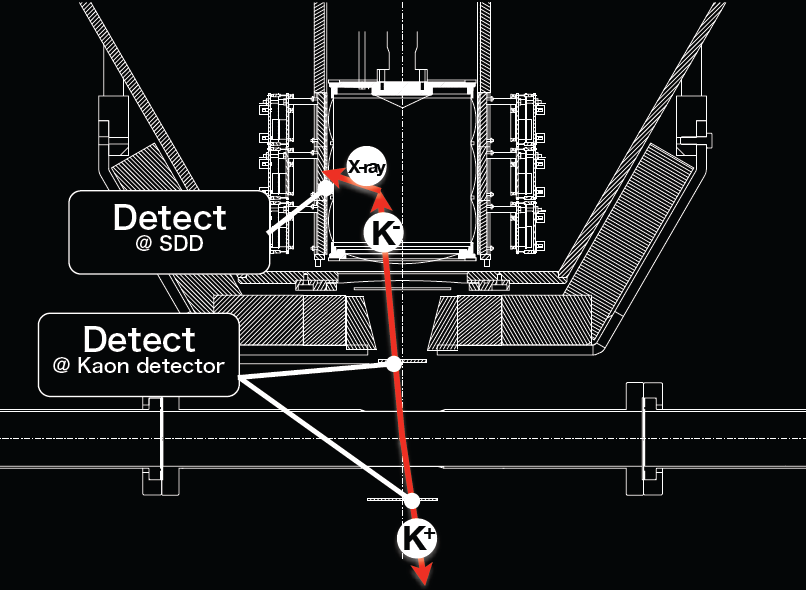 X-ray
Detect
@ SDD
K-
Detect
@ Kaon detector
K+